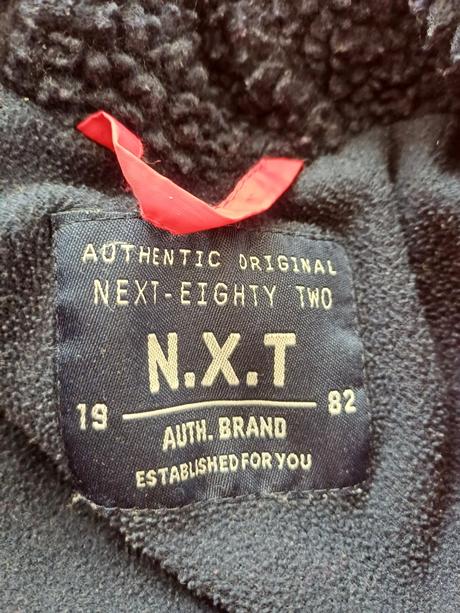 AUTHENTIC ORIGINAL
NEXT-EIGHTY TWO
N.X.T
19 82
AUTH. BRAND
ESTABLISHED FOR YOU